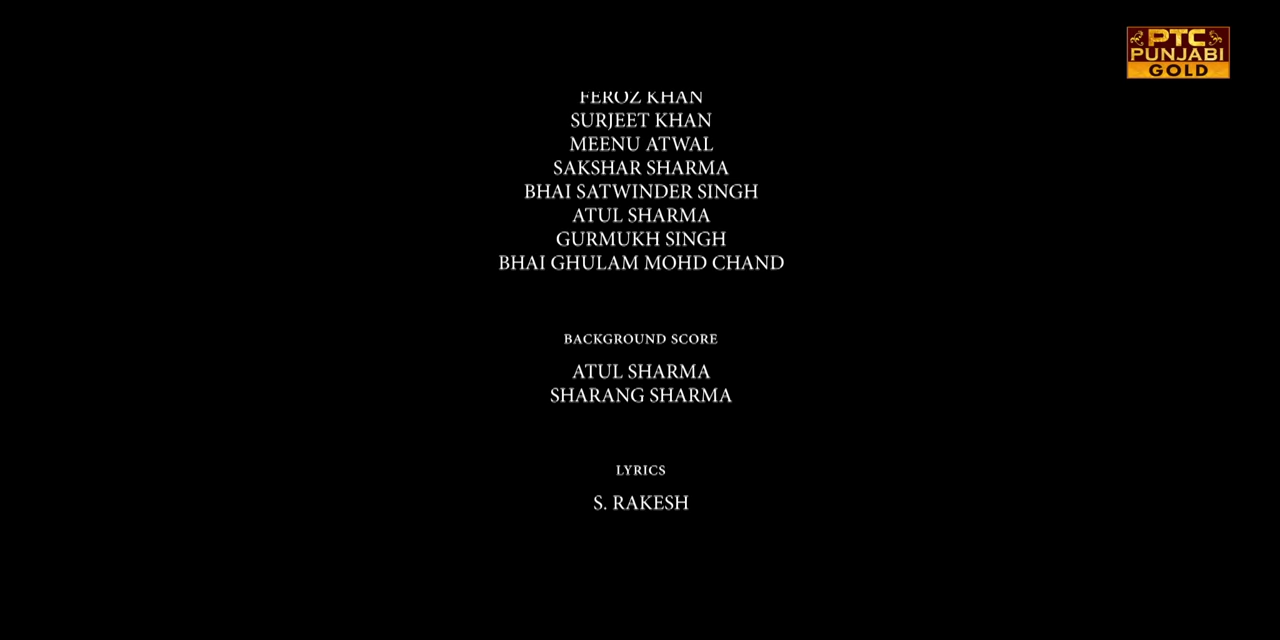 PTC
PUNJABI
GOLD
FEROZ KHAN
SURJEET KHAN
MEENU ATWAL
SAKSHAR SHARMA
BHAI SATWINDER SINGH
ATUL SHARMA
GURMUKH SINGH
BHAI GHULAM MOHD CHAND
BACKGROUND SCORE
ATUL SHARMA
SHARANG SHARMA
LYRICS
S. RAKESH